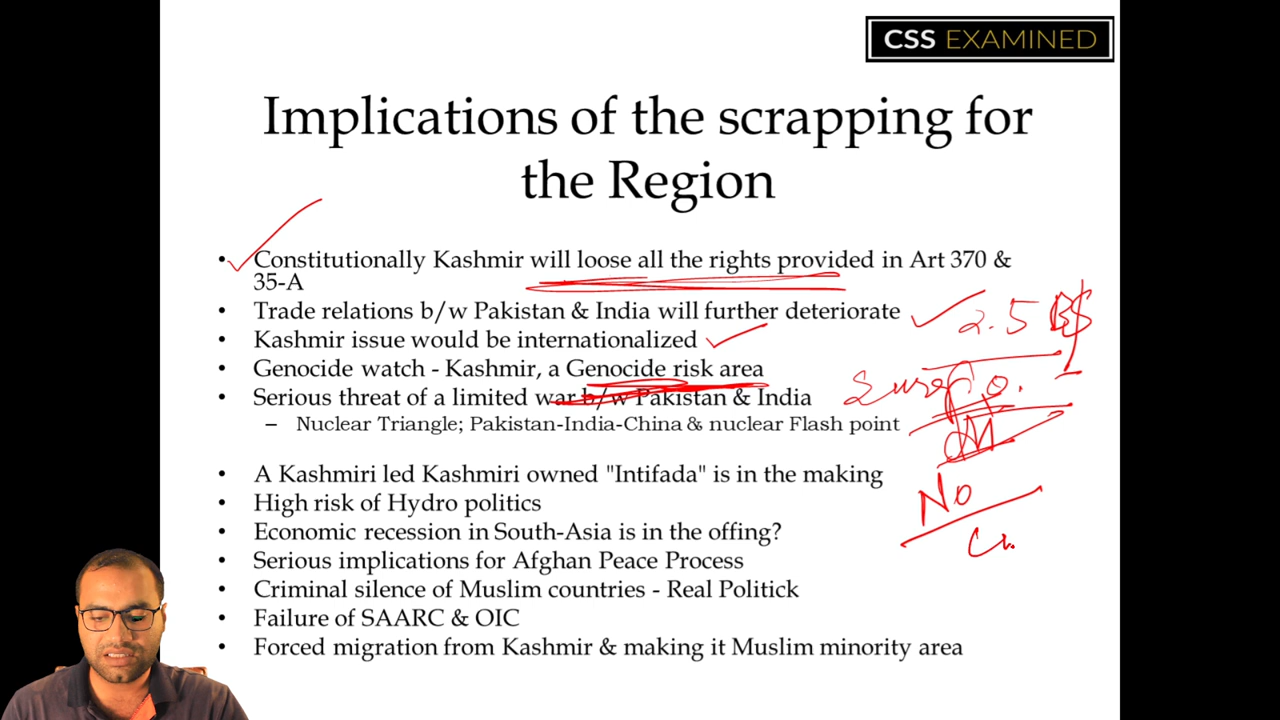 CSS EXAMINED
Implications of the scrapping for
the Region
• Constitutionally Kashmir will loose all the rights provided in Art 370 &
35-A
• Trade relations b/w Pakistan & India will further deteriorate
2.5 B$
• Kashmir issue would be internationalized
• Genocide watch - Kashmir, a Genocide risk area
• Serious threat of a limited war b/w Pakistan & India
– Nuclear Triangle; Pakistan-India-China & nuclear Flash point
• A Kashmiri led Kashmiri owned "Intifada" is in the making
No
• High risk of Hydro politics
• Economic recession in South-Asia is in the offing?
• Serious implications for Afghan Peace Process
• Criminal silence of Muslim countries - Real Politick
• Failure of SAARC & OIC
• Forced migration from Kashmir & making it Muslim minority area